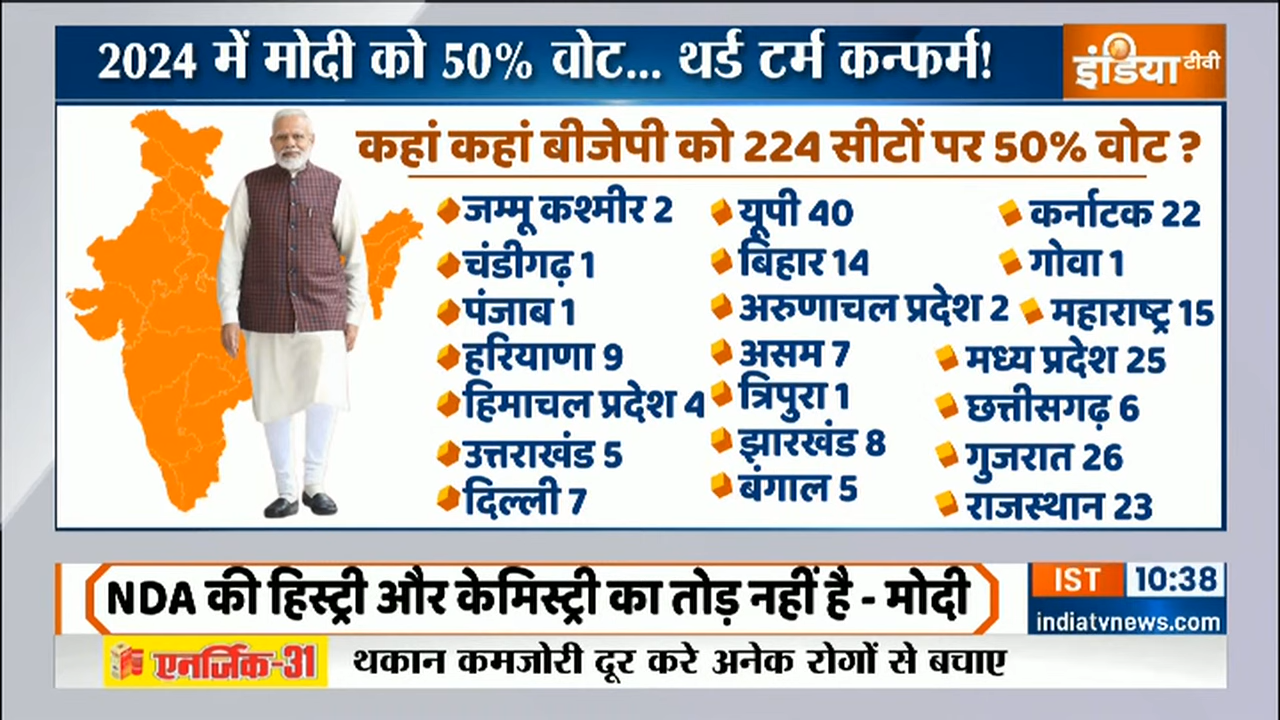 2024 में मोदी को 50% वोट... थर्ड टर्म कन्फर्म!
इंडिया टीवी
कहां कहां बीजेपी को 224 सीटों पर 50% वोट ?
जम्मू कश्मीर 2
चंडीगढ़ 1
पंजाब 1
हरियाणा 9
हिमाचल प्रदेश 4
उत्तराखंड 5
दिल्ली 7
यूपी 40
बिहार 14
अरुणाचल प्रदेश 2
असम 7
त्रिपुरा 1
झारखंड 8
बंगाल 5
कर्नाटक 22
गोवा 1
महाराष्ट्र 15
मध्य प्रदेश 25
छत्तीसगढ़ 6
गुजरात 26
राजस्थान 23
NDA की हिस्ट्री और केमिस्ट्री का तोड़ नहीं है - मोदी
IST 10:38
indiatvnews.com
एनर्जिक-31
थकान कमजोरी दूर करे अनेक रोगों से बचाए